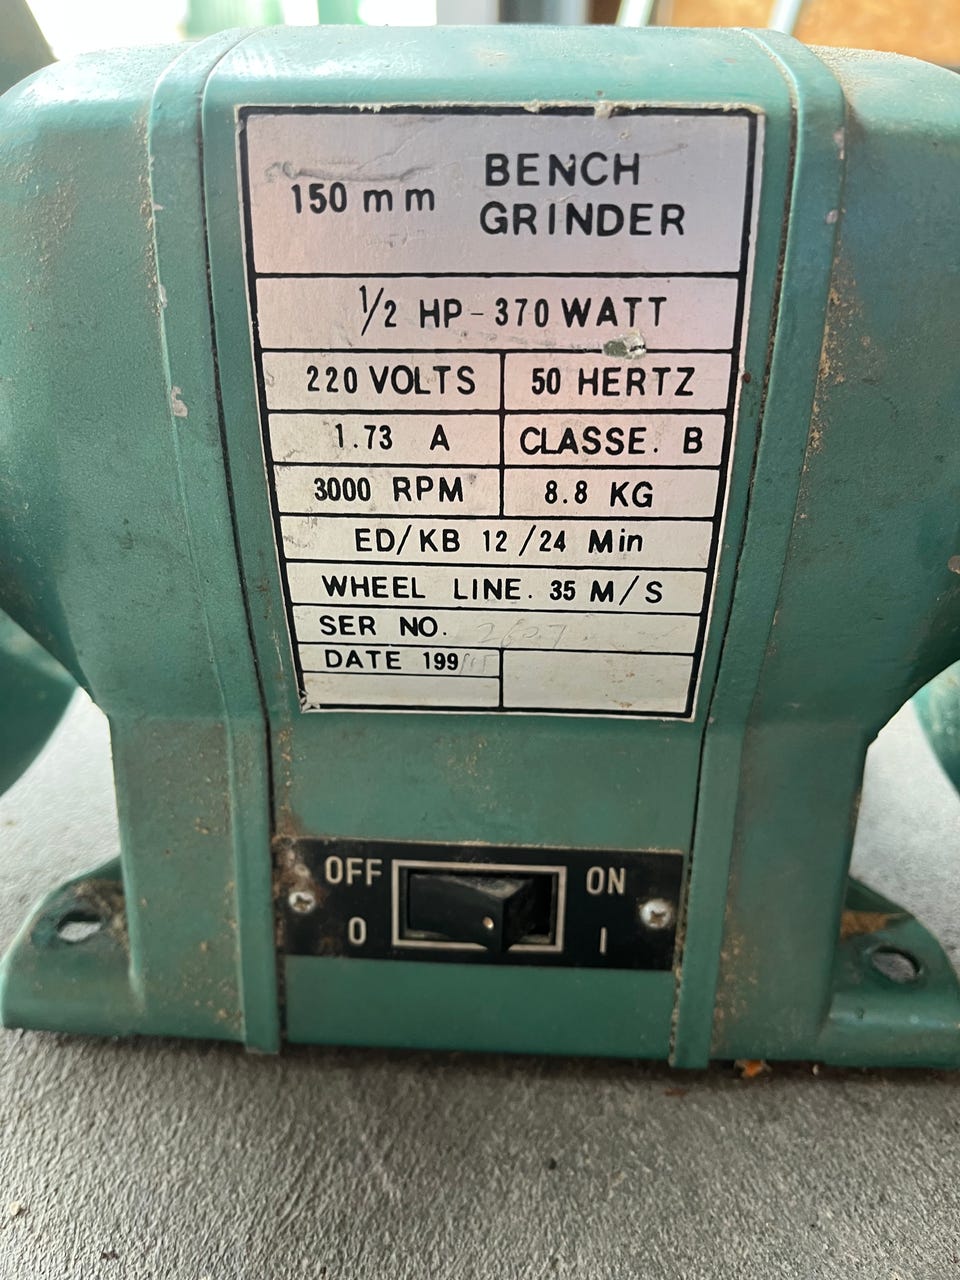 150 mm BENCH
GRINDER
1/2 HP - 370 WATT
220 VOLTS 50 HERTZ
1.73 A CLASSE. B
3000 RPM 8.8 KG
ED/KB 12/24 Min
WHEEL LINE. 35 M/S
SER NO.
DATE 199
OFF ON
O I